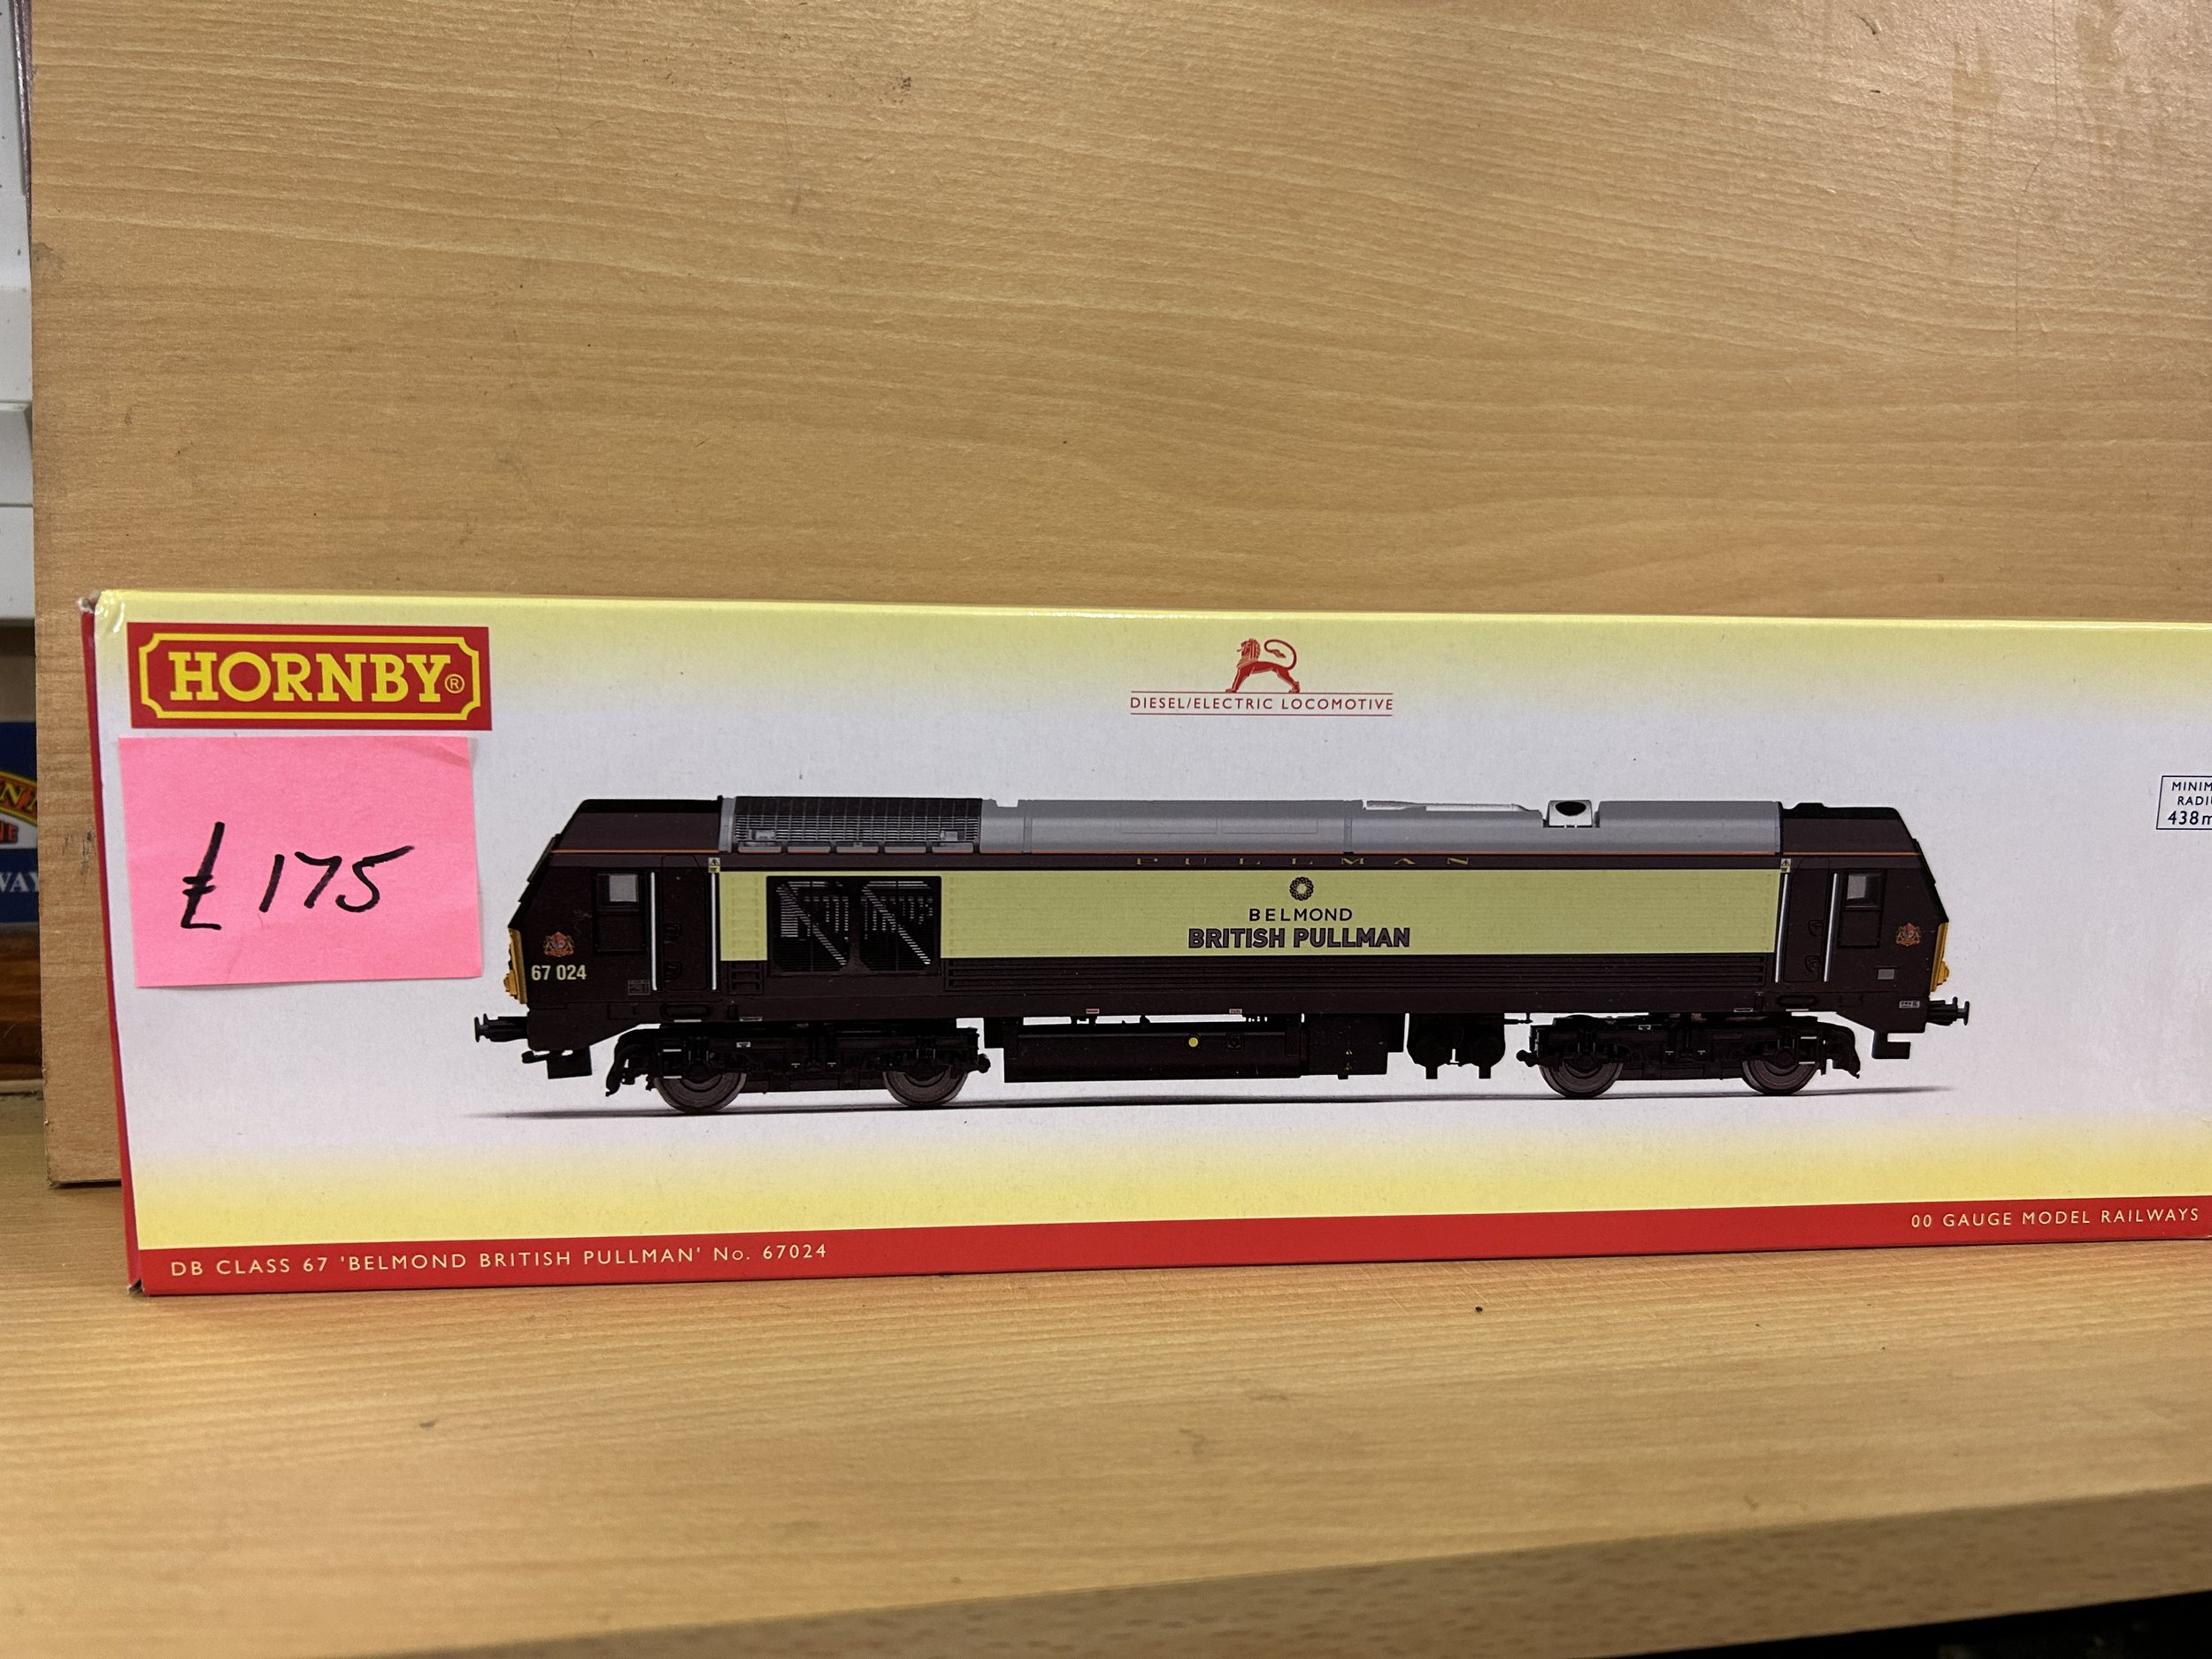 HORNBY®
DIESEL/ELECTRIC LOCOMOTIVE
£175
438m
PULLMAN
BELMOND
BRITISH PULLMAN
67 024
00 GAUGE MODEL RAILWAYS
DB CLASS 67 'BELMOND BRITISH PULLMAN' No. 67024